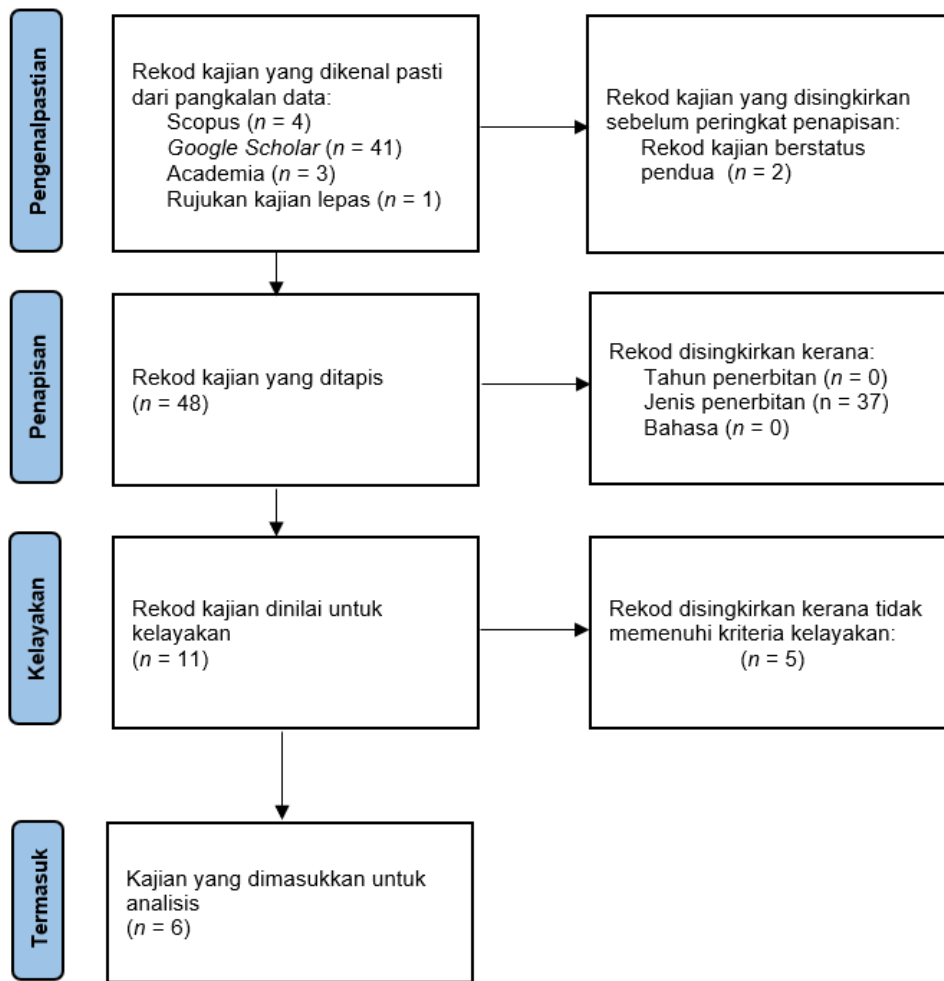 Pengenalpastian
Rekod kajian yang dikenal pasti
dari pangkalan data:
Scopus (n = 4)
Google Scholar (n = 41)
Academia (n = 3)
Rujukan kajian lepas (n = 1)
Rekod kajian yang disingkirkan
sebelum peringkat penapisan:
Rekod kajian berstatus
pendua (n = 2)
Penapisan
Rekod kajian yang ditapis
(n = 48)
Rekod disingkirkan kerana:
Tahun penerbitan (n = 0)
Jenis penerbitan (n = 37)
Bahasa (n = 0)
Kelayakan
Rekod kajian dinilai untuk
kelayakan
(n = 11)
Rekod disingkirkan kerana tidak
memenuhi kriteria kelayakan:
(n = 5)
Termasuk
Kajian yang dimasukkan untuk
analisis
(n = 6)